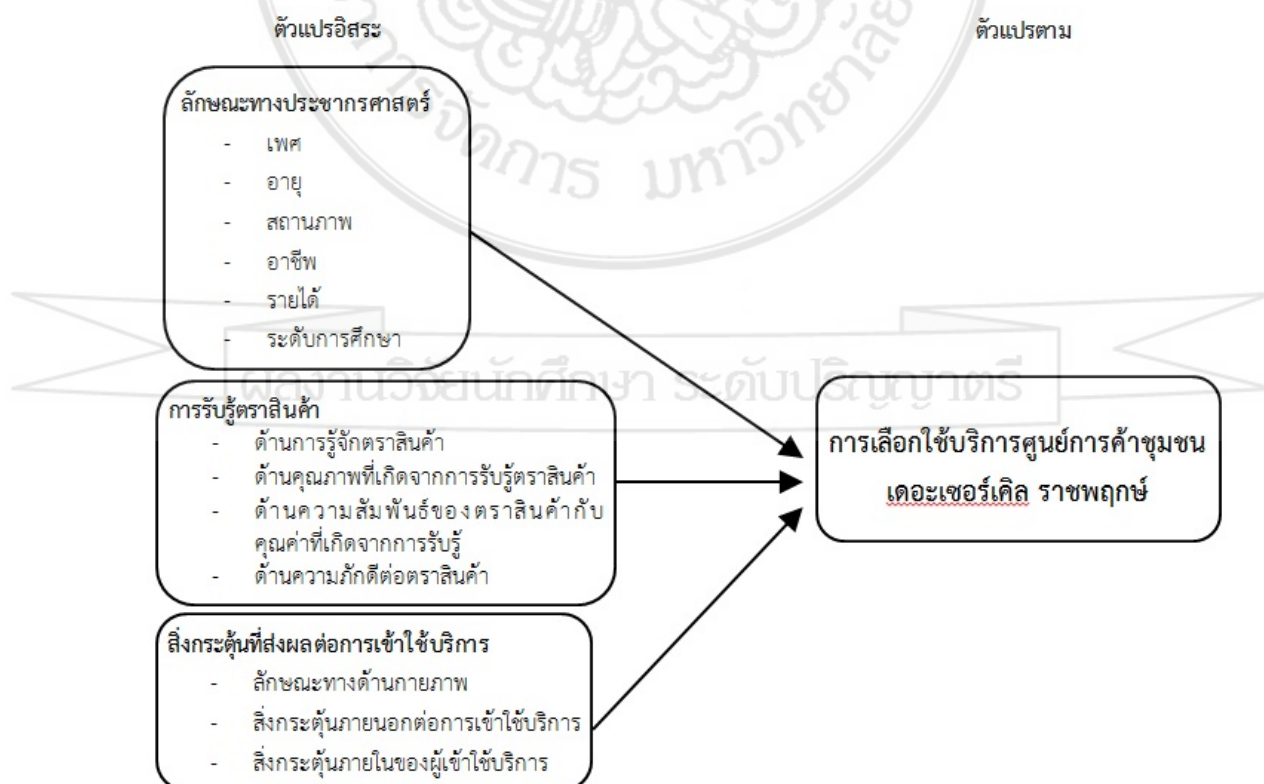 ตัวแปรอิสระ
ตัวแปรตาม
ลักษณะทางประชากรศาสตร์
- เพศ
- อายุ
- สถานภาพ
- อาชีพ
- รายได้
- ระดับการศึกษา
การรับรู้ตราสินค้า
- ด้านการรู้จักตราสินค้า
- ด้านคุณภาพที่เกิดจากการรับรู้ตราสินค้า
- ด้านความสัมพันธ์ของตราสินค้ากับ
คุณค่าที่เกิดจากการรับรู้
- ด้านความภักดีต่อตราสินค้า
สิ่งกระตุ้นที่ส่งผลต่อการเข้าใช้บริการ
- ลักษณะทางด้านกายภาพ
- สิ่งกระตุ้นภายนอกต่อการเข้าใช้บริการ
- สิ่งกระตุ้นภายในของผู้เข้าใช้บริการ
การเลือกใช้บริการศูนย์การค้าชุมชน
เดอะเซอร์เคิล ราชพฤกษ์
การจัดการ มหาวิทยาลัย
ผลงานวิจัยนักศึกษา ระดับปริญญาตรี